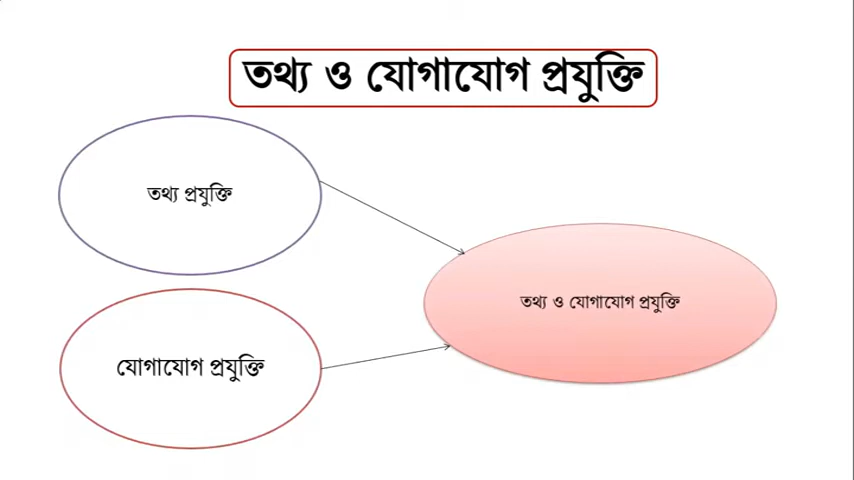 তথ্য ও যোগাযোগ প্রযুক্তি
তথ্য প্রযুক্তি
তথ্য ও যোগাযোগ প্রযুক্তি
যোগাযোগ প্রযুক্তি